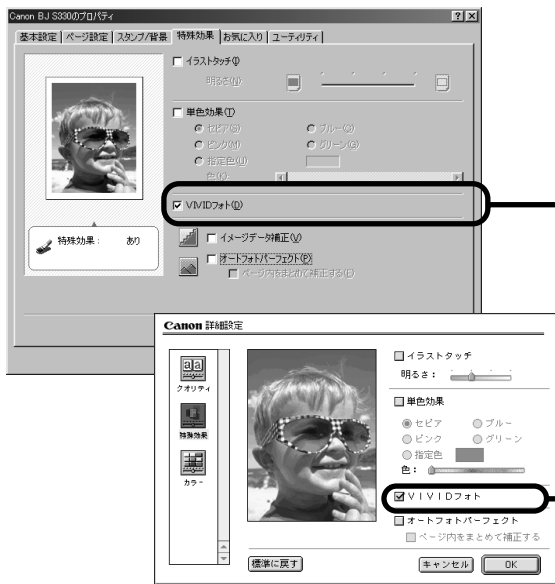 Canon BJ S330のプロパティ
基本設定 ページ設定 スタンプ/背景 特殊効果 お気に入り ユーティリティ
イラストタッチ(I)
明るさ(N):
単色効果(T)
セピア(S) ブルー(O)
ピンク(M) グリーン(G)
指定色(U)
色(K):
VIVIDフォト(D)
特殊効果: あり
イメージデータ補正(V)
オートフォトパーフェクト(P)
ページ内をまとめて補正する(E)
Canon 詳細設定
クオリティ
特殊効果
カラー
イラストタッチ
明るさ:
単色効果
セピア ブルー
ピンク グリーン
指定色
色:
VIVIDフォト
オートフォトパーフェクト
ページ内をまとめて補正する
標準に戻す キャンセル OK